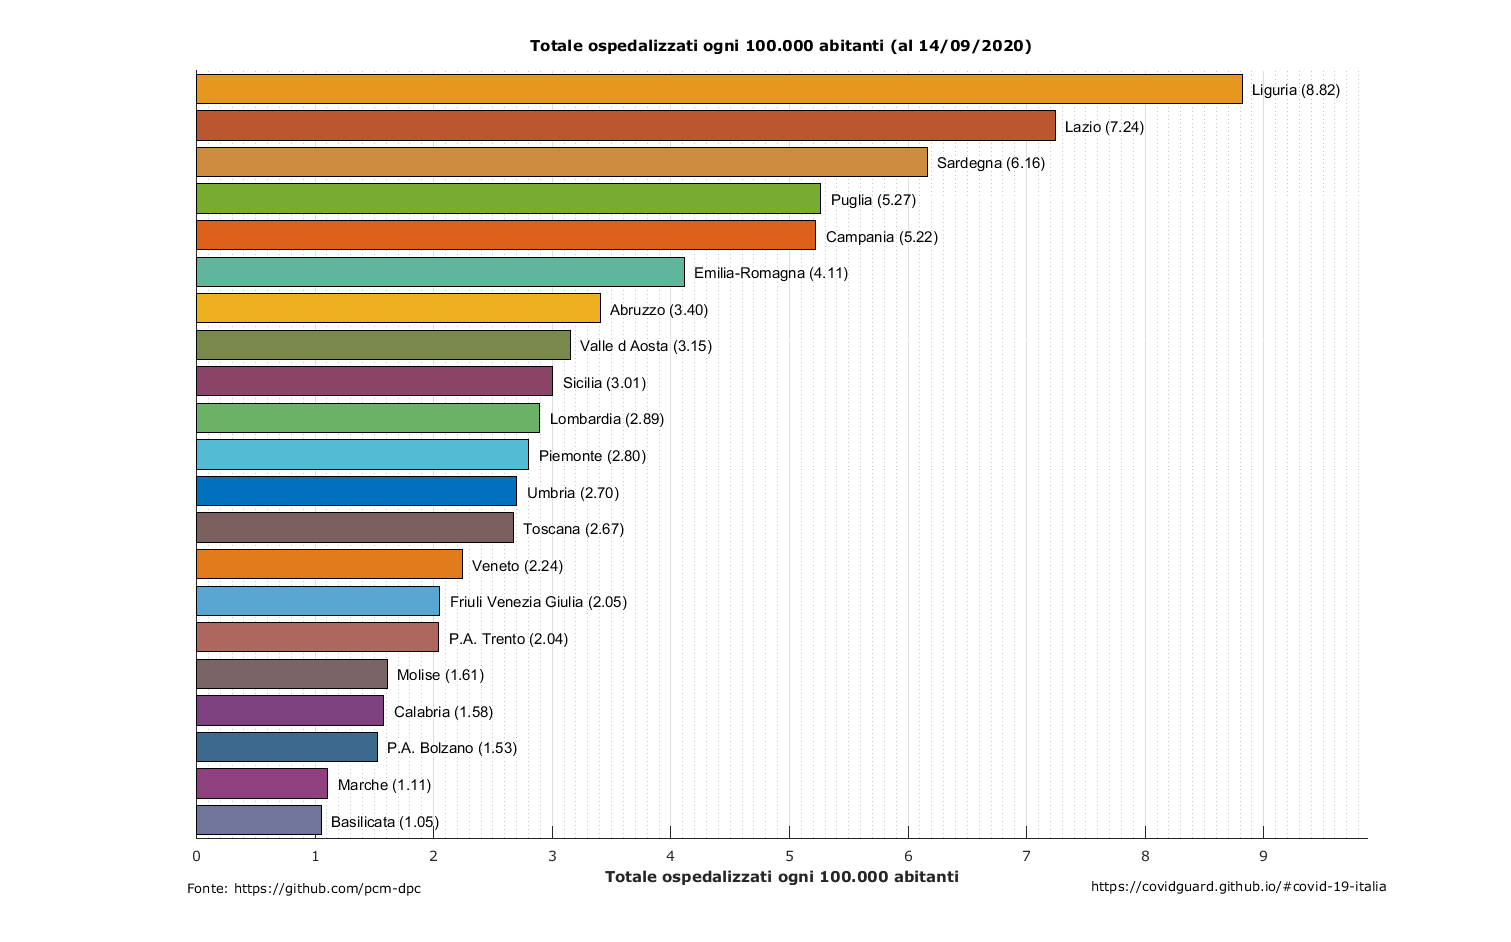 Totale ospedalizzati ogni 100.000 abitanti (al 14/09/2020)
Liguria (8.82)
Lazio (7.24)
Sardegna (6.16)
Puglia (5.27)
Campania (5.22)
Emilia-Romagna (4.11)
Abruzzo (3.40)
Valle d Aosta (3.15)
Sicilia (3.01)
Lombardia (2.89)
Piemonte (2.80)
Umbria (2.70)
Toscana (2.67)
Veneto (2.24)
Friuli Venezia Giulia (2.05)
P.A. Trento (2.04)
Molise (1.61)
Calabria (1.58)
P.A. Bolzano (1.53)
Marche (1.11)
Basilicata (1.05)
0 1 2 3 4 5 6 7 8 9
Totale ospedalizzati ogni 100.000 abitanti
Fonte: https://github.com/pcm-dpc
https://covidguard.github.io/#covid-19-italia